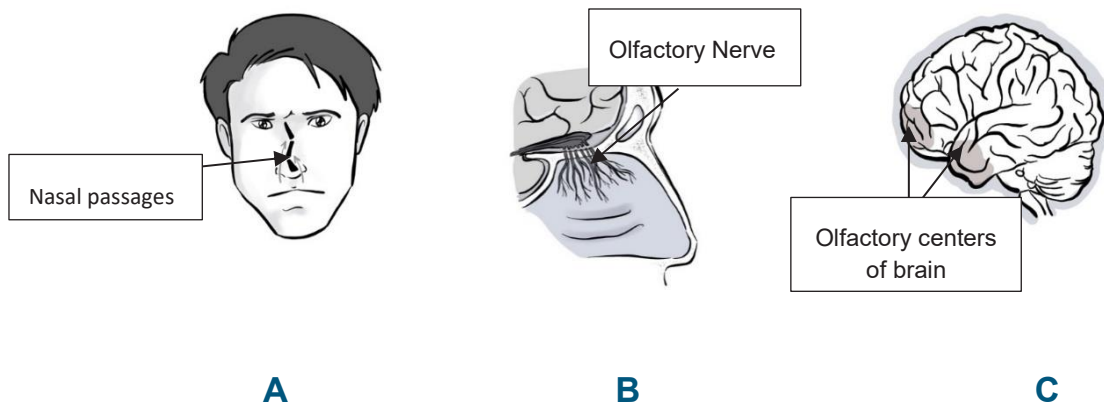 Olfactory Nerve
Nasal passages
Olfactory centers
of brain
A
B
C